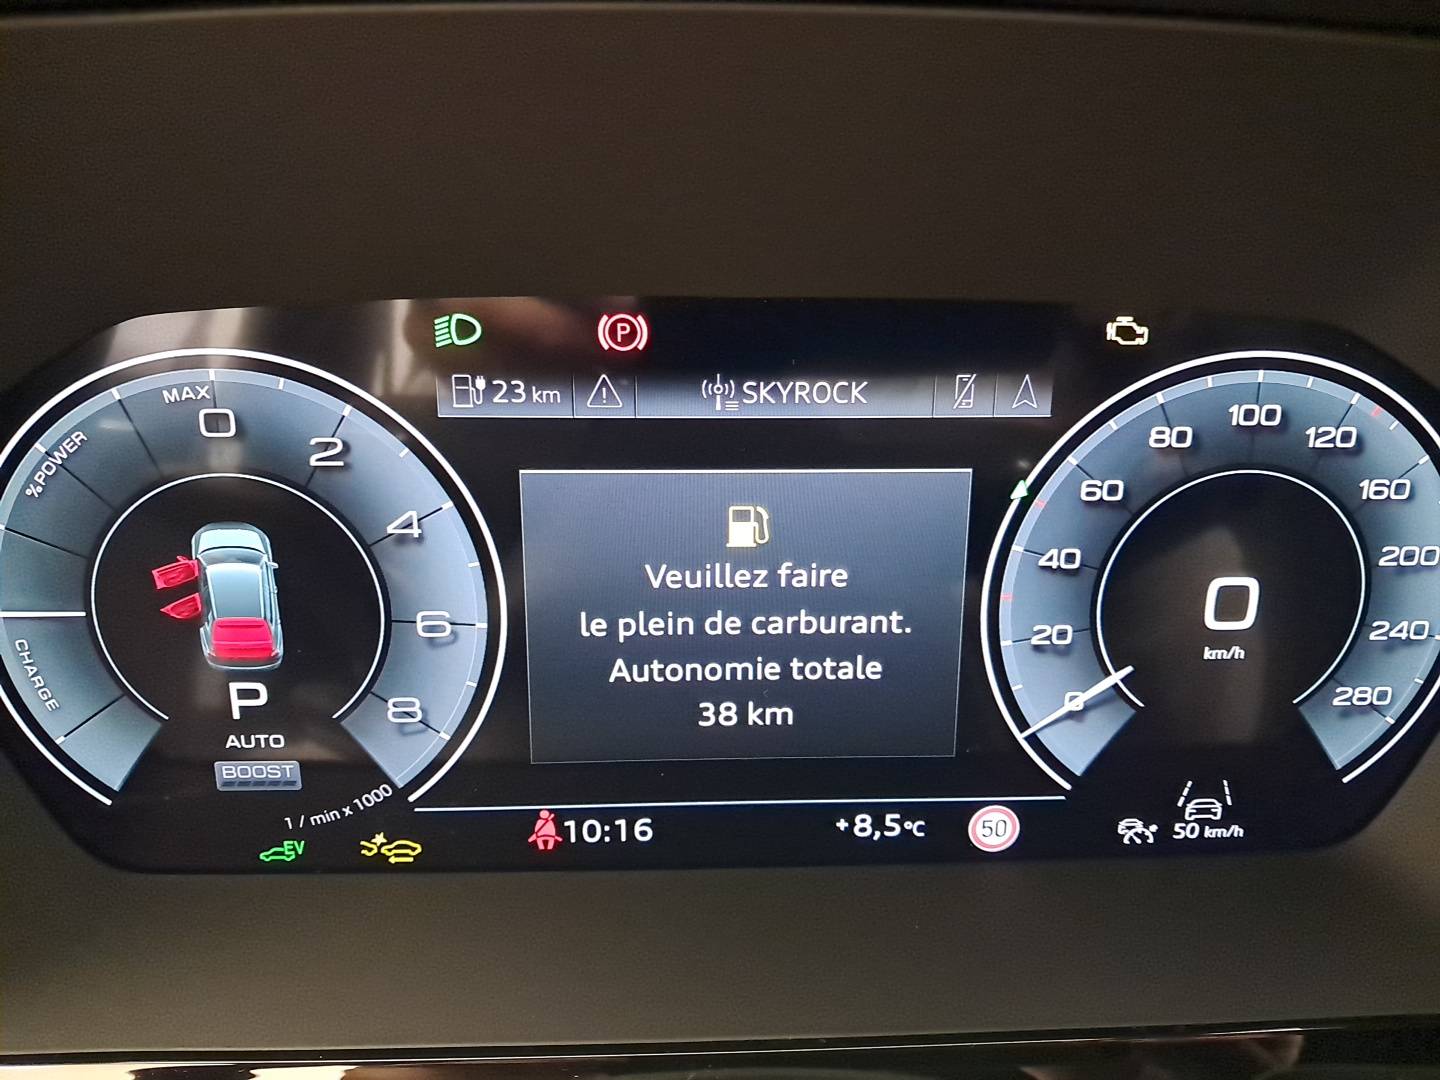 P
23 km
SKYROCK
MAX
% POWER
CHARGE
0
2
4
6
8
1 / min x 1000
P
AUTO
BOOST
EV
Veuillez faire
le plein de carburant.
Autonomie totale
38 km
10:16
+8,5°C
50
0
20
40
60
80
100
120
160
200
240
280
0
km/h
50 km/h